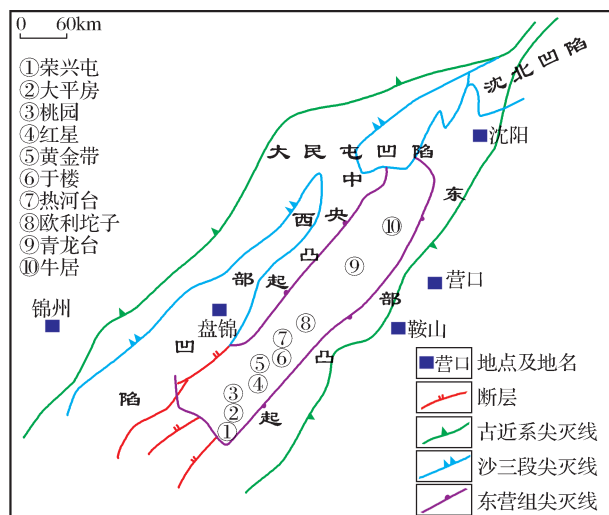 0 60km
①荣兴屯
②大平房
③桃园
④红星
⑤黄金带
⑥于楼
⑦热河台
⑧欧利坨子
⑨青龙台
⑩牛居
沈北凹陷
沈阳
大民屯凹陷
中央凸起
西部凹陷
东部凸起
⑩
⑨
⑧
⑦
⑥
⑤
④
③
②
①
营口
鞍山
锦州
盘锦
营口 地点及地名
断层
古近系尖灭线
沙三段尖灭线
东营组尖灭线